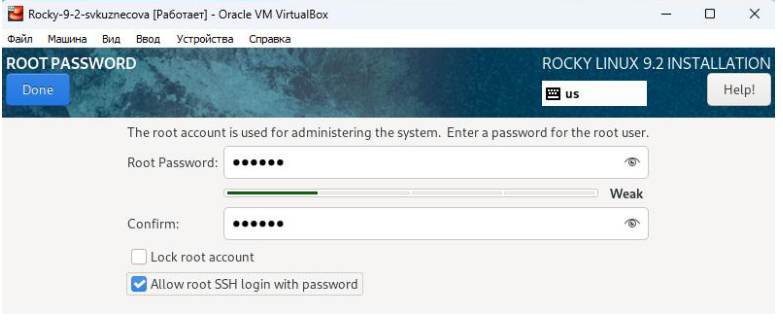 Rocky-9-2-svkuznecova [Работает] - Oracle VM VirtualBox
Файл Машина Вид Ввод Устройства Справка
ROOT PASSWORD
ROCKY LINUX 9.2 INSTALLATION
Done
us
Help!
The root account is used for administering the system. Enter a password for the root user.
Root Password: ●●●●●●
Weak
Confirm: ●●●●●●
Lock root account
Allow root SSH login with password